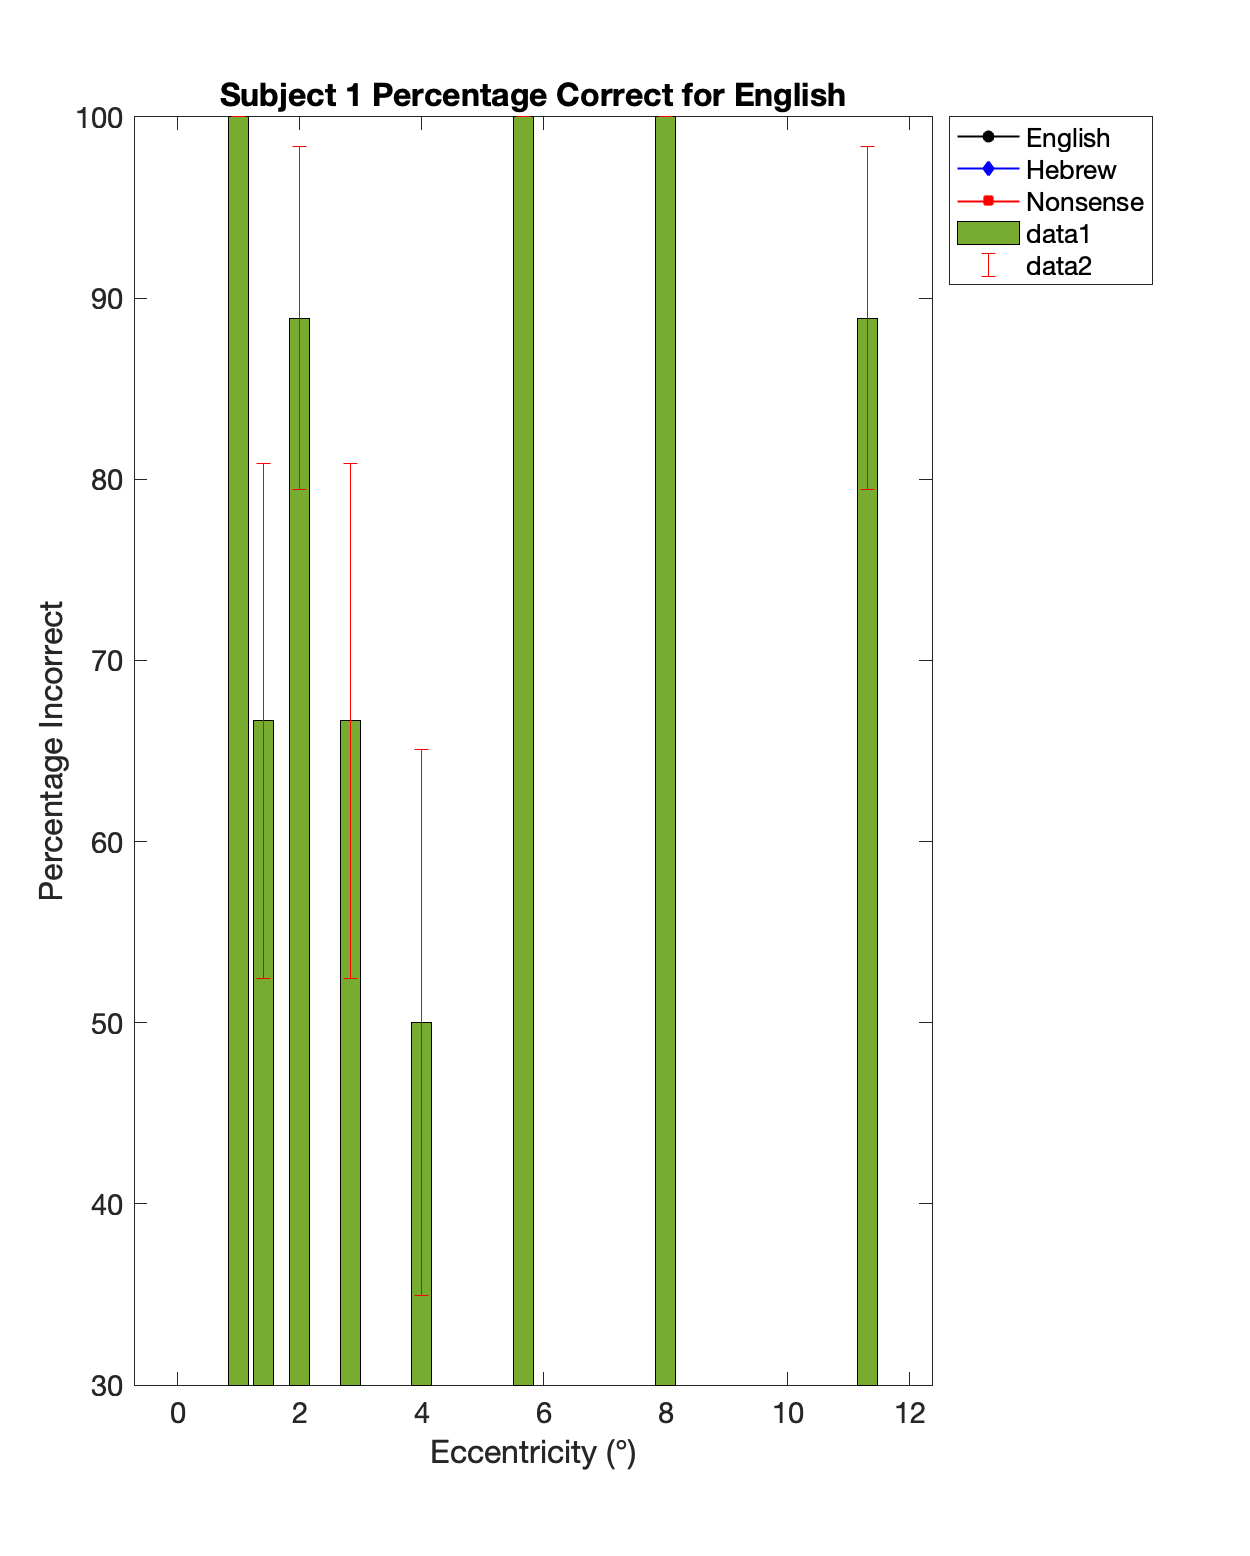 Subject 1 Percentage Correct for English
100
90
80
70
60
50
40
30
Percentage Incorrect
0 2 4 6 8 10 12
Eccentricity (°)
English
Hebrew
Nonsense
data1
data2